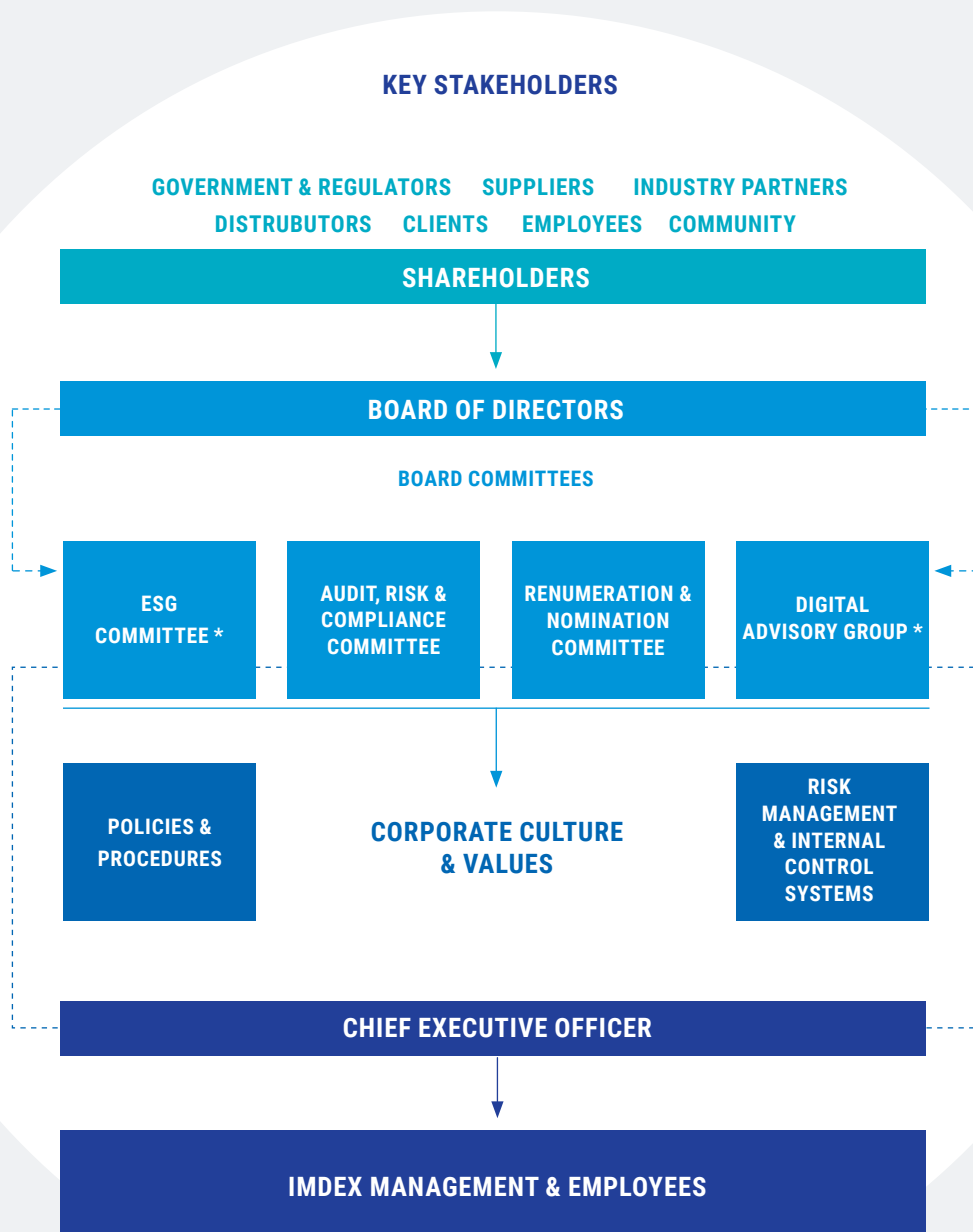 KEY STAKEHOLDERS
GOVERNMENT & REGULATORS SUPPLIERS INDUSTRY PARTNERS
DISTRUBUTORS CLIENTS EMPLOYEES COMMUNITY
SHAREHOLDERS
BOARD OF DIRECTORS
BOARD COMMITTEES
ESG
COMMITTEE *
AUDIT, RISK &
COMPLIANCE
COMMITTEE
RENUMERATION &
NOMINATION
COMMITTEE
DIGITAL
ADVISORY GROUP *
POLICIES &
PROCEDURES
CORPORATE CULTURE
& VALUES
RISK
MANAGEMENT
& INTERNAL
CONTROL
SYSTEMS
CHIEF EXECUTIVE OFFICER
IMDEX MANAGEMENT & EMPLOYEES